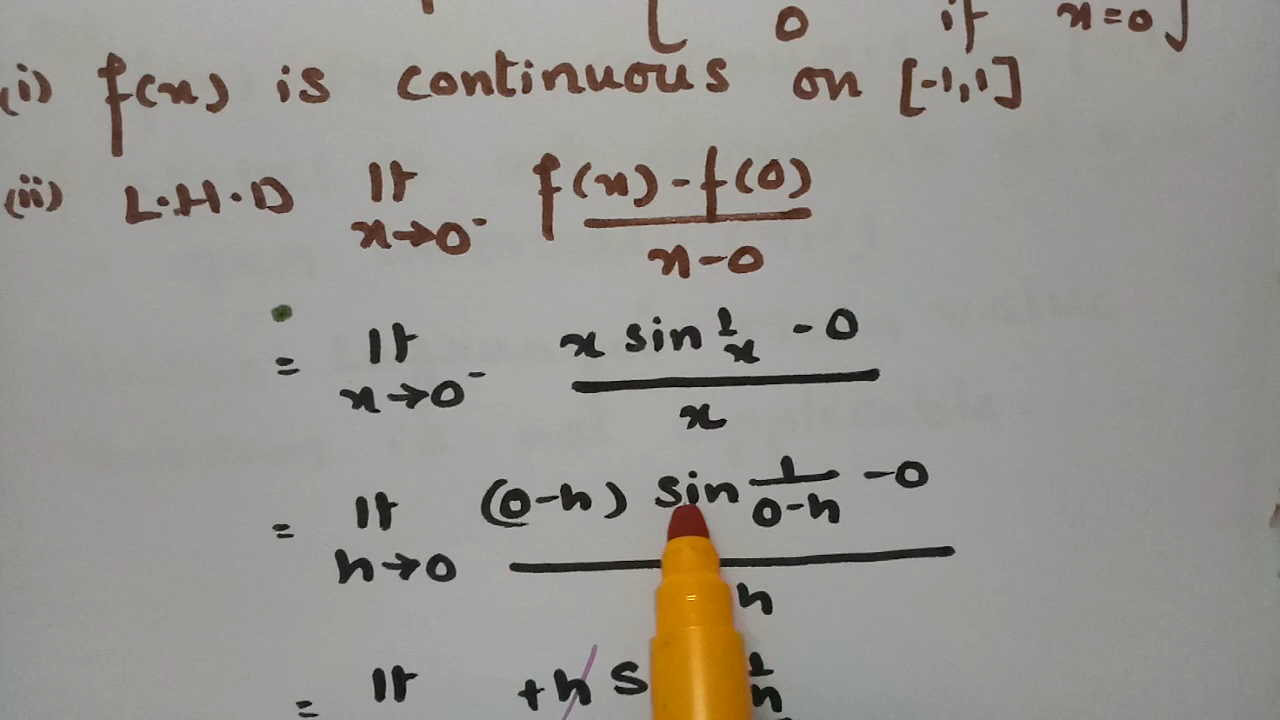 0 if x=0
(i) f(x) is continuous on [-1,1]
(ii) L.H.D lt x→0⁻ f(x)-f(0) / x-0
= lt x→0⁻ x sin 1/x - 0 / x
= lt h→0 (0-h) sin 1/0-h - 0 / h
= lt +h s 1/h